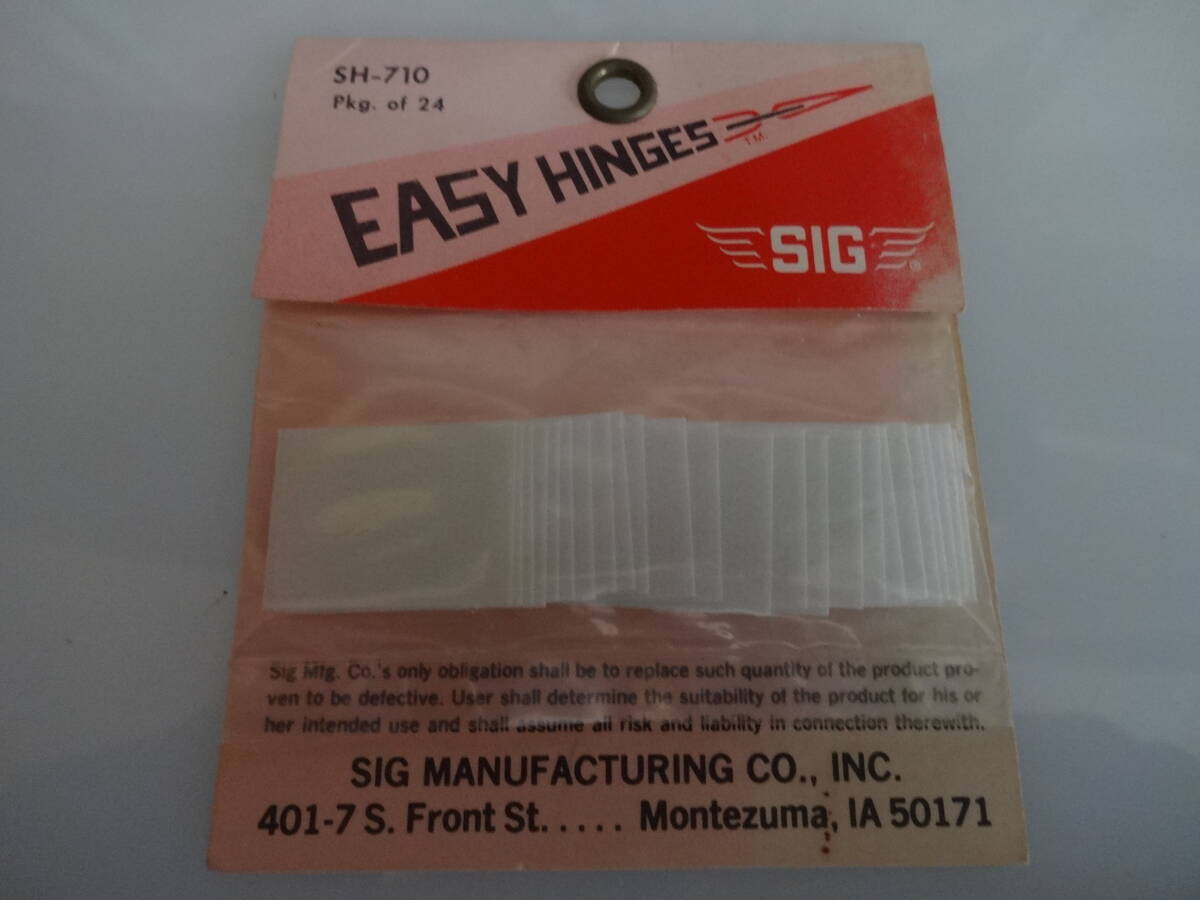 SH-710
Pkg. of 24
EASY HINGES
T.M.
SIG®
Sig Mfg. Co.'s only obligation shall be to replace such quantity of the product pro-
ven to be defective. User shall determine the suitability of the product for his or
her intended use and shall assume all risk and liability in connection therewith.
SIG MANUFACTURING CO., INC.
401-7 S. Front St. . . . . Montezuma, IA 50171